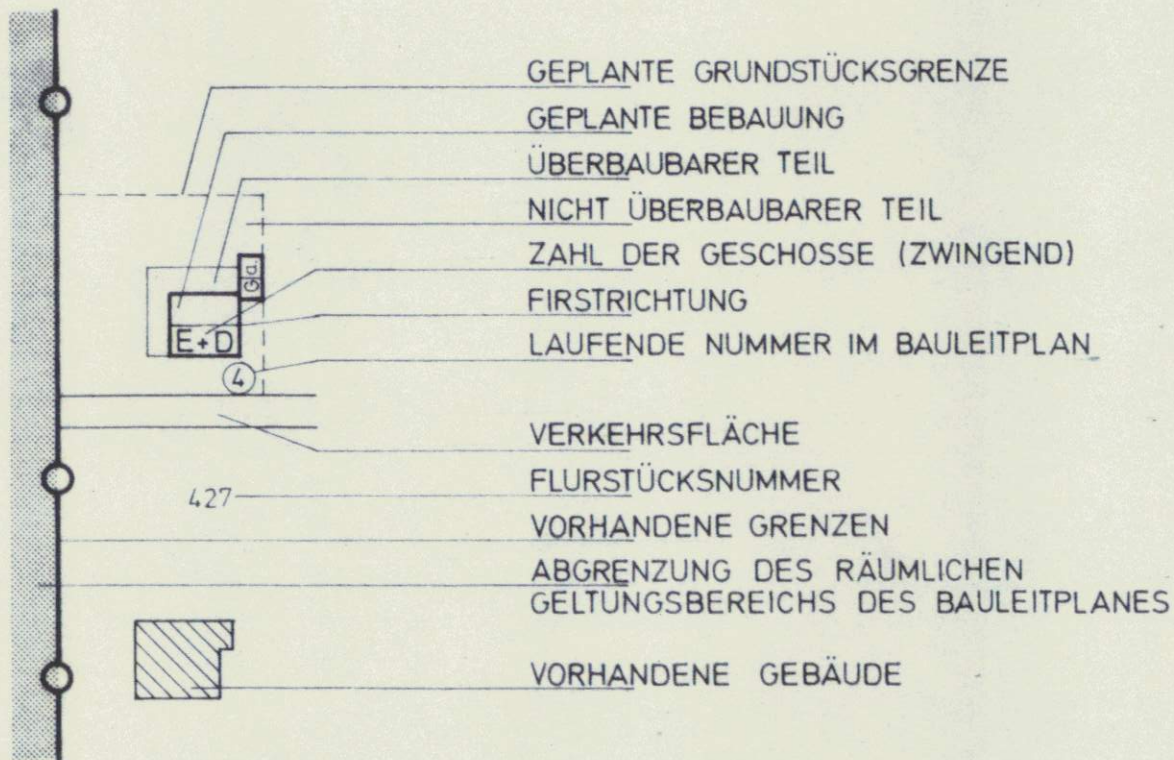 GEPLANTE GRUNDSTÜCKSGRENZE
GEPLANTE BEBAUUNG
ÜBERBAUBARER TEIL
NICHT ÜBERBAUBARER TEIL
ZAHL DER GESCHOSSE (ZWINGEND)
Ga.
FIRSTRICHTUNG
E+D
LAUFENDE NUMMER IM BAULEITPLAN
4
VERKEHRSFLÄCHE
FLURSTÜCKSNUMMER
427
VORHANDENE GRENZEN
ABGRENZUNG DES RÄUMLICHEN
GELTUNGSBEREICHS DES BAULEITPLANES
VORHANDENE GEBÄUDE